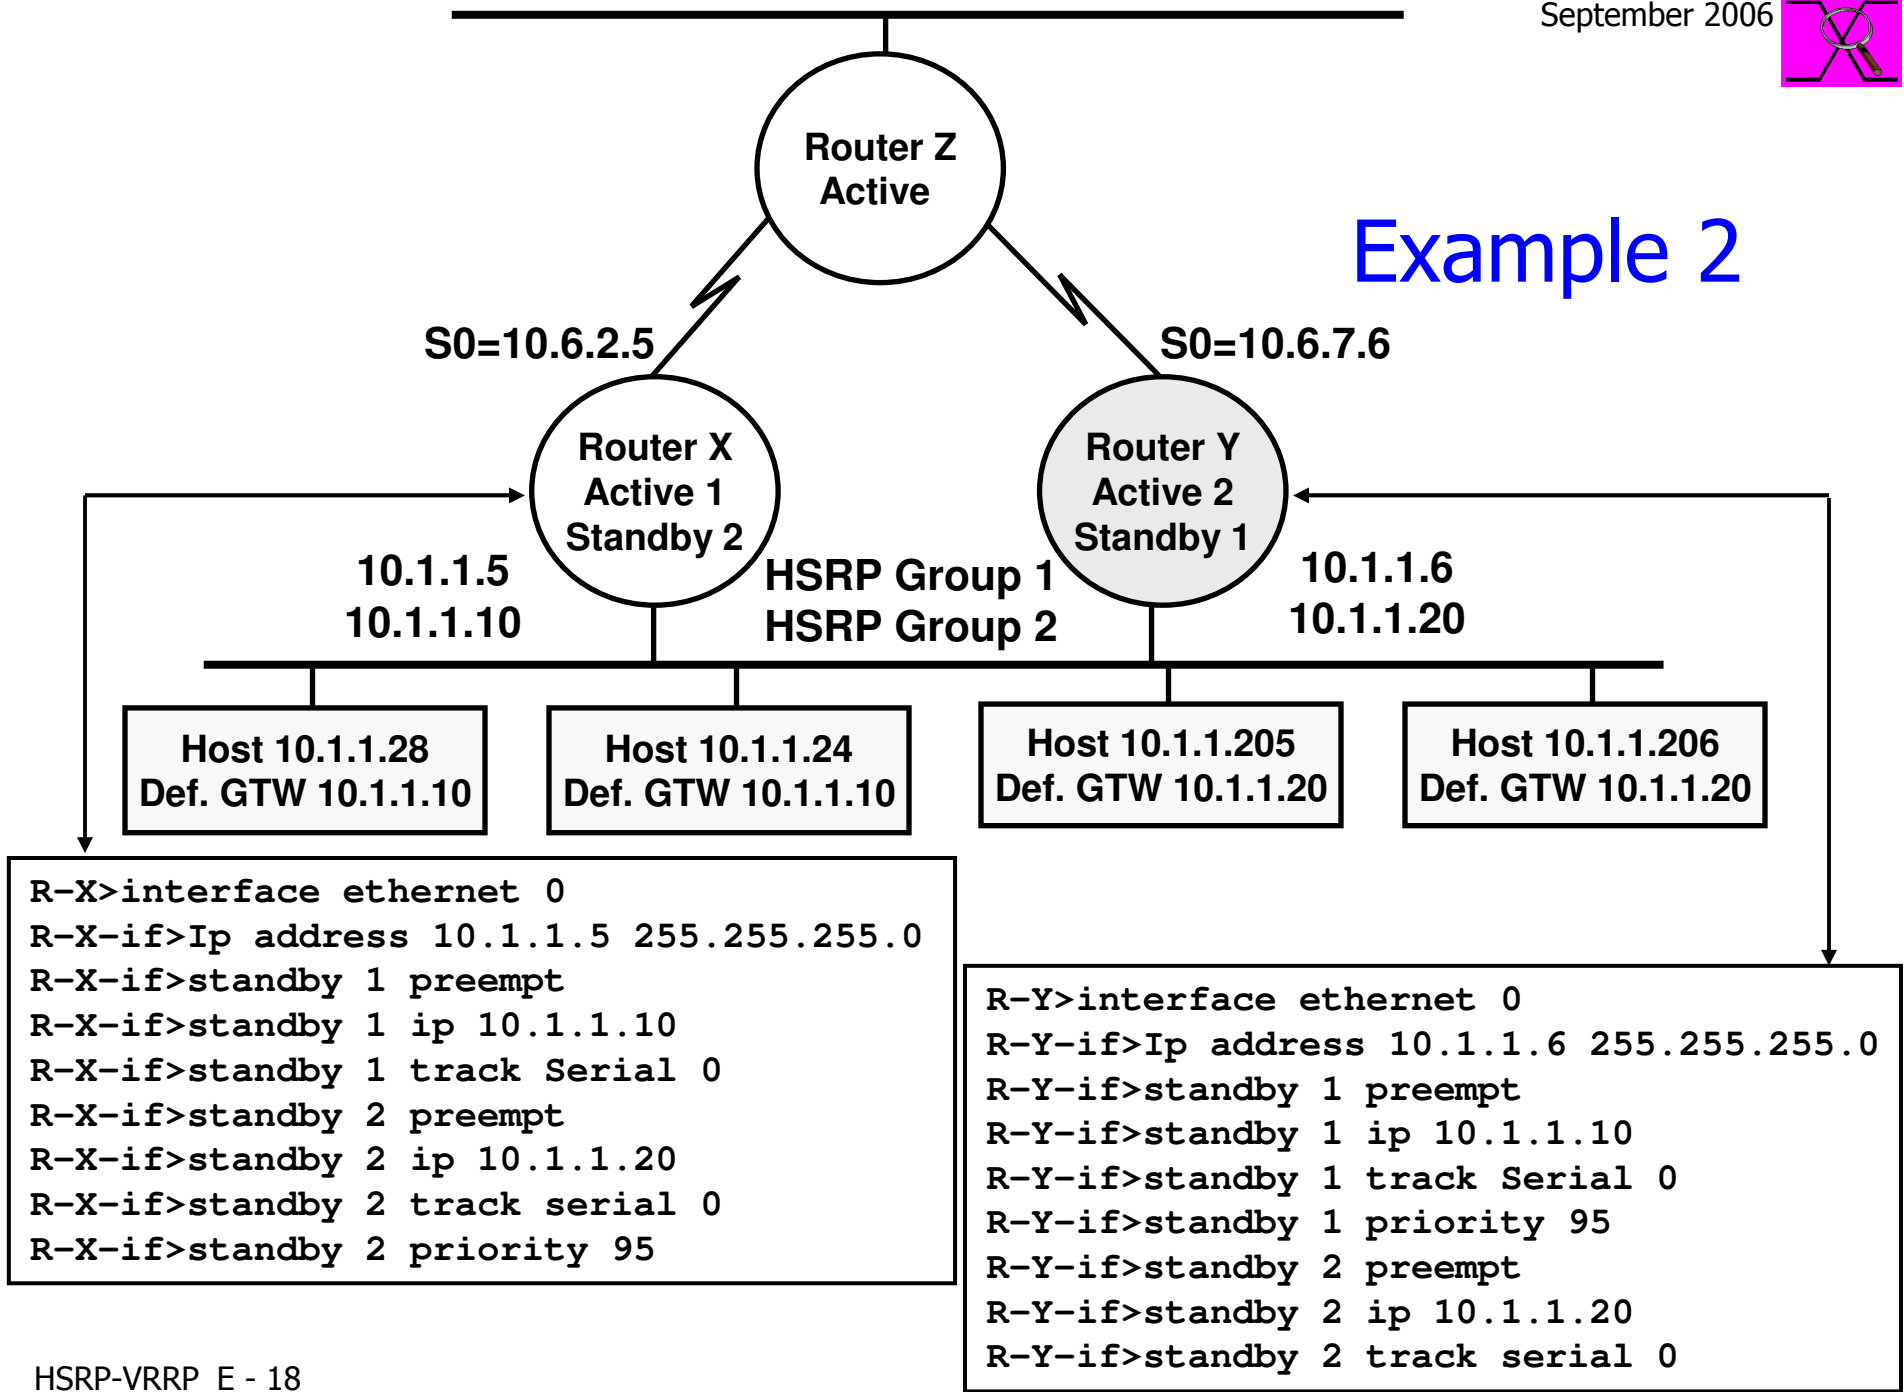 September 2006
Router Z
Active
Example 2
S0=10.6.2.5
S0=10.6.7.6
Router X
Active 1
Standby 2
Router Y
Active 2
Standby 1
10.1.1.5
10.1.1.10
HSRP Group 1
HSRP Group 2
10.1.1.6
10.1.1.20
Host 10.1.1.28
Def. GTW 10.1.1.10
Host 10.1.1.24
Def. GTW 10.1.1.10
Host 10.1.1.205
Def. GTW 10.1.1.20
Host 10.1.1.206
Def. GTW 10.1.1.20
R-X>interface ethernet 0
R-X-if>Ip address 10.1.1.5 255.255.255.0
R-X-if>standby 1 preempt
R-X-if>standby 1 ip 10.1.1.10
R-X-if>standby 1 track Serial 0
R-X-if>standby 2 preempt
R-X-if>standby 2 ip 10.1.1.20
R-X-if>standby 2 track serial 0
R-X-if>standby 2 priority 95
R-Y>interface ethernet 0
R-Y-if>Ip address 10.1.1.6 255.255.255.0
R-Y-if>standby 1 preempt
R-Y-if>standby 1 ip 10.1.1.10
R-Y-if>standby 1 track Serial 0
R-Y-if>standby 1 priority 95
R-Y-if>standby 2 preempt
R-Y-if>standby 2 ip 10.1.1.20
R-Y-if>standby 2 track serial 0
HSRP-VRRP E - 18